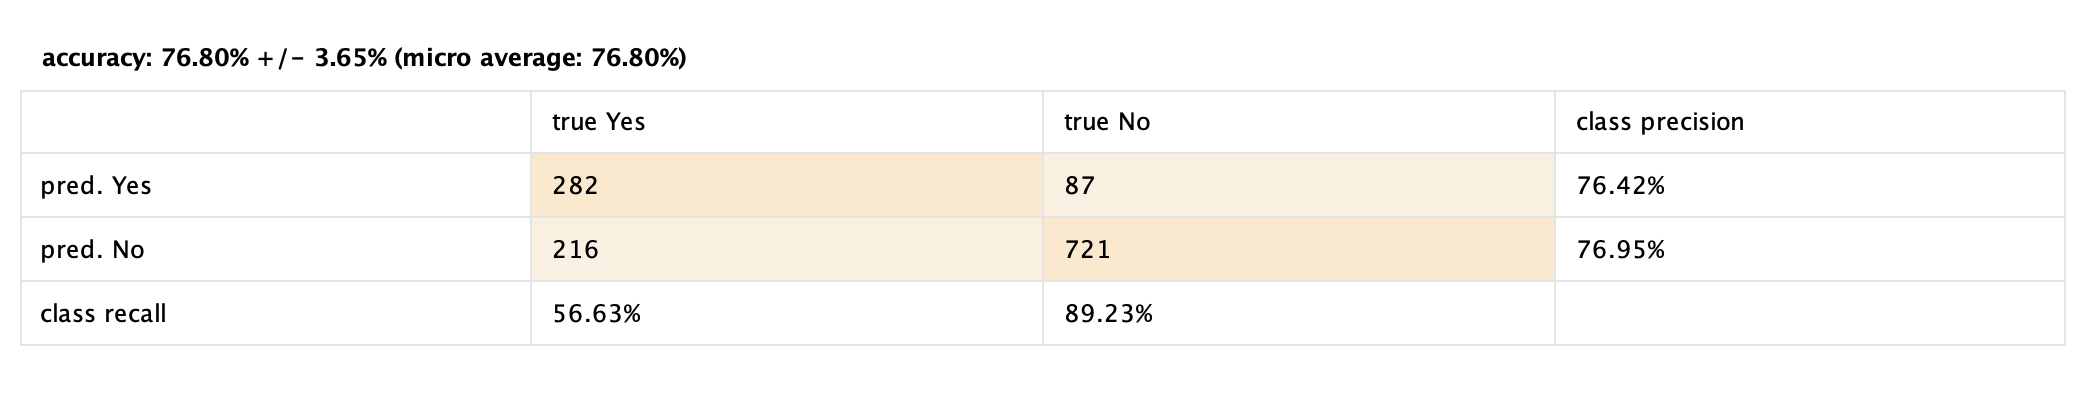 accuracy: 76.80% +/- 3.65% (micro average: 76.80%)
true Yes true No class precision
pred. Yes 282 87 76.42%
pred. No 216 721 76.95%
class recall 56.63% 89.23%